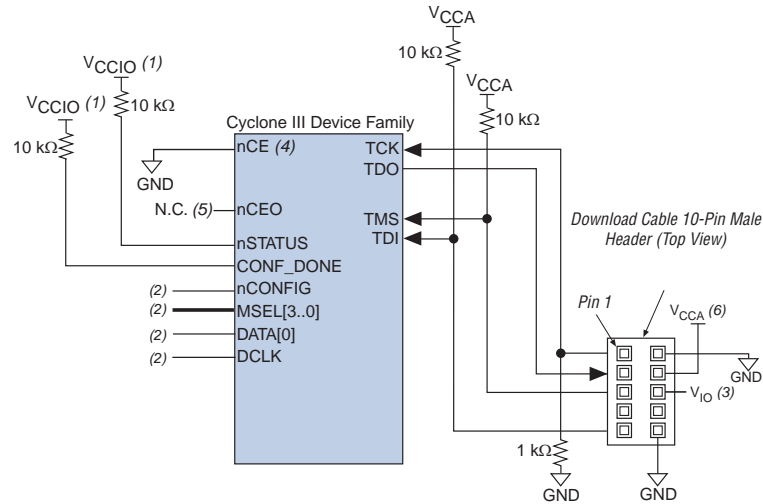 VCCA
10 kΩ
VCCIO (1)
10 kΩ
VCCA
10 kΩ
VCCIO (1)
10 kΩ
Cyclone III Device Family
nCE (4)
TCK
GND
TDO
N.C. (5)
nCEO
TMS
TDI
nSTATUS
CONF_DONE
(2)
nCONFIG
(2)
MSEL[3..0]
(2)
DATA[0]
(2)
DCLK
Download Cable 10-Pin Male
Header (Top View)
Pin 1
VCCA (6)
GND
VIO (3)
1 kΩ
GND
GND